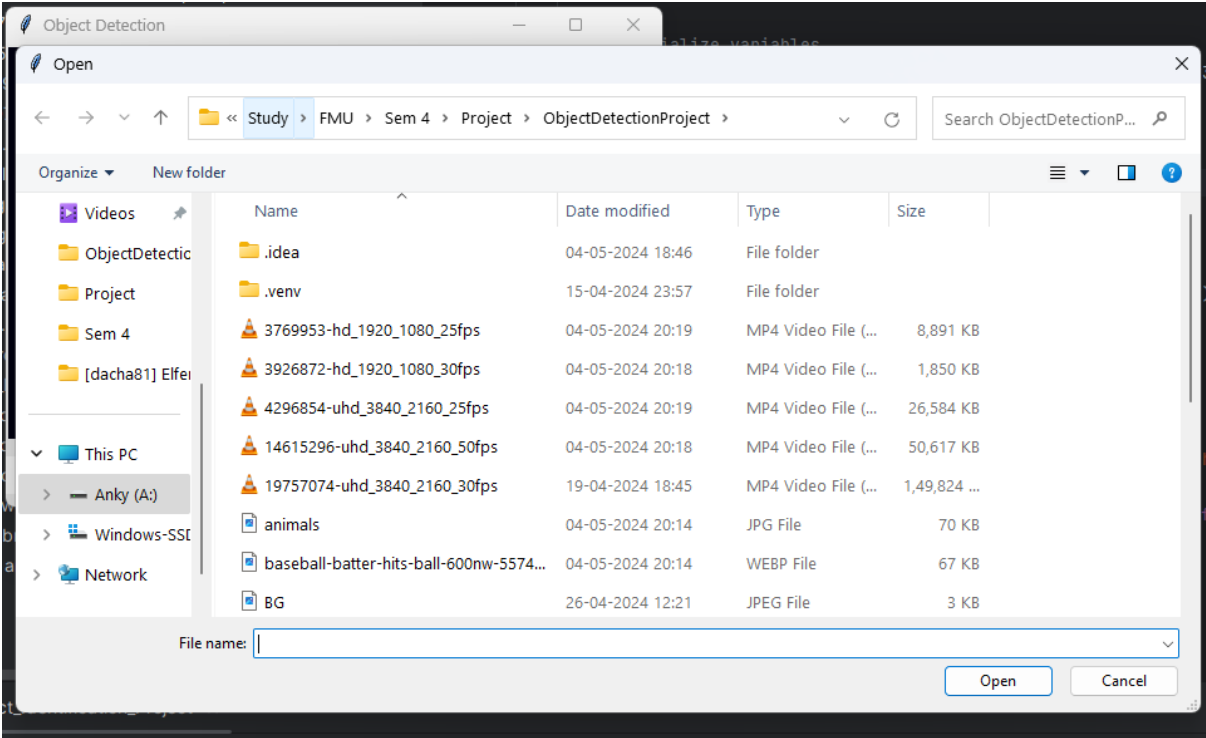 Object Detection
ialize variables
Open
« Study > FMU > Sem 4 > Project > ObjectDetectionProject >
Search ObjectDetectionP...
Organize New folder
Name Date modified Type Size
Videos
ObjectDetectio
Project
Sem 4
[dacha81] Elfe
This PC
Anky (A:)
Windows-SSD
Network
.idea 04-05-2024 18:46 File folder
.venv 15-04-2024 23:57 File folder
3769953-hd_1920_1080_25fps 04-05-2024 20:19 MP4 Video File (... 8,891 KB
3926872-hd_1920_1080_30fps 04-05-2024 20:18 MP4 Video File (... 1,850 KB
4296854-uhd_3840_2160_25fps 04-05-2024 20:19 MP4 Video File (... 26,584 KB
14615296-uhd_3840_2160_50fps 04-05-2024 20:18 MP4 Video File (... 50,617 KB
19757074-uhd_3840_2160_30fps 19-04-2024 18:45 MP4 Video File (... 1,49,824 ...
animals 04-05-2024 20:14 JPG File 70 KB
baseball-batter-hits-ball-600nw-5574... 04-05-2024 20:14 WEBP File 67 KB
BG 26-04-2024 12:21 JPEG File 3 KB
File name:
Open Cancel